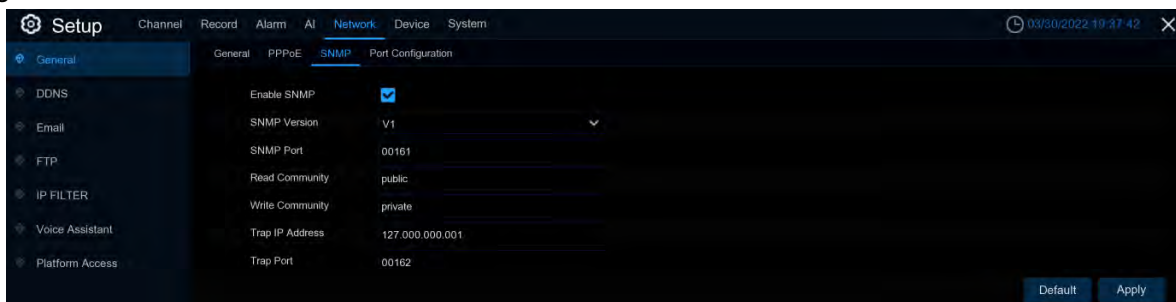 Setup Channel Record Alarm AI Network Device System 03/30/2022 19:37:42
General PPPoE SNMP Port Configuration
General
DDNS
Email
FTP
IP FILTER
Voice Assistant
Platform Access
Enable SNMP
SNMP Version V1
SNMP Port 00161
Read Community public
Write Community private
Trap IP Address 127.000.000.001
Trap Port 00162
Default Apply